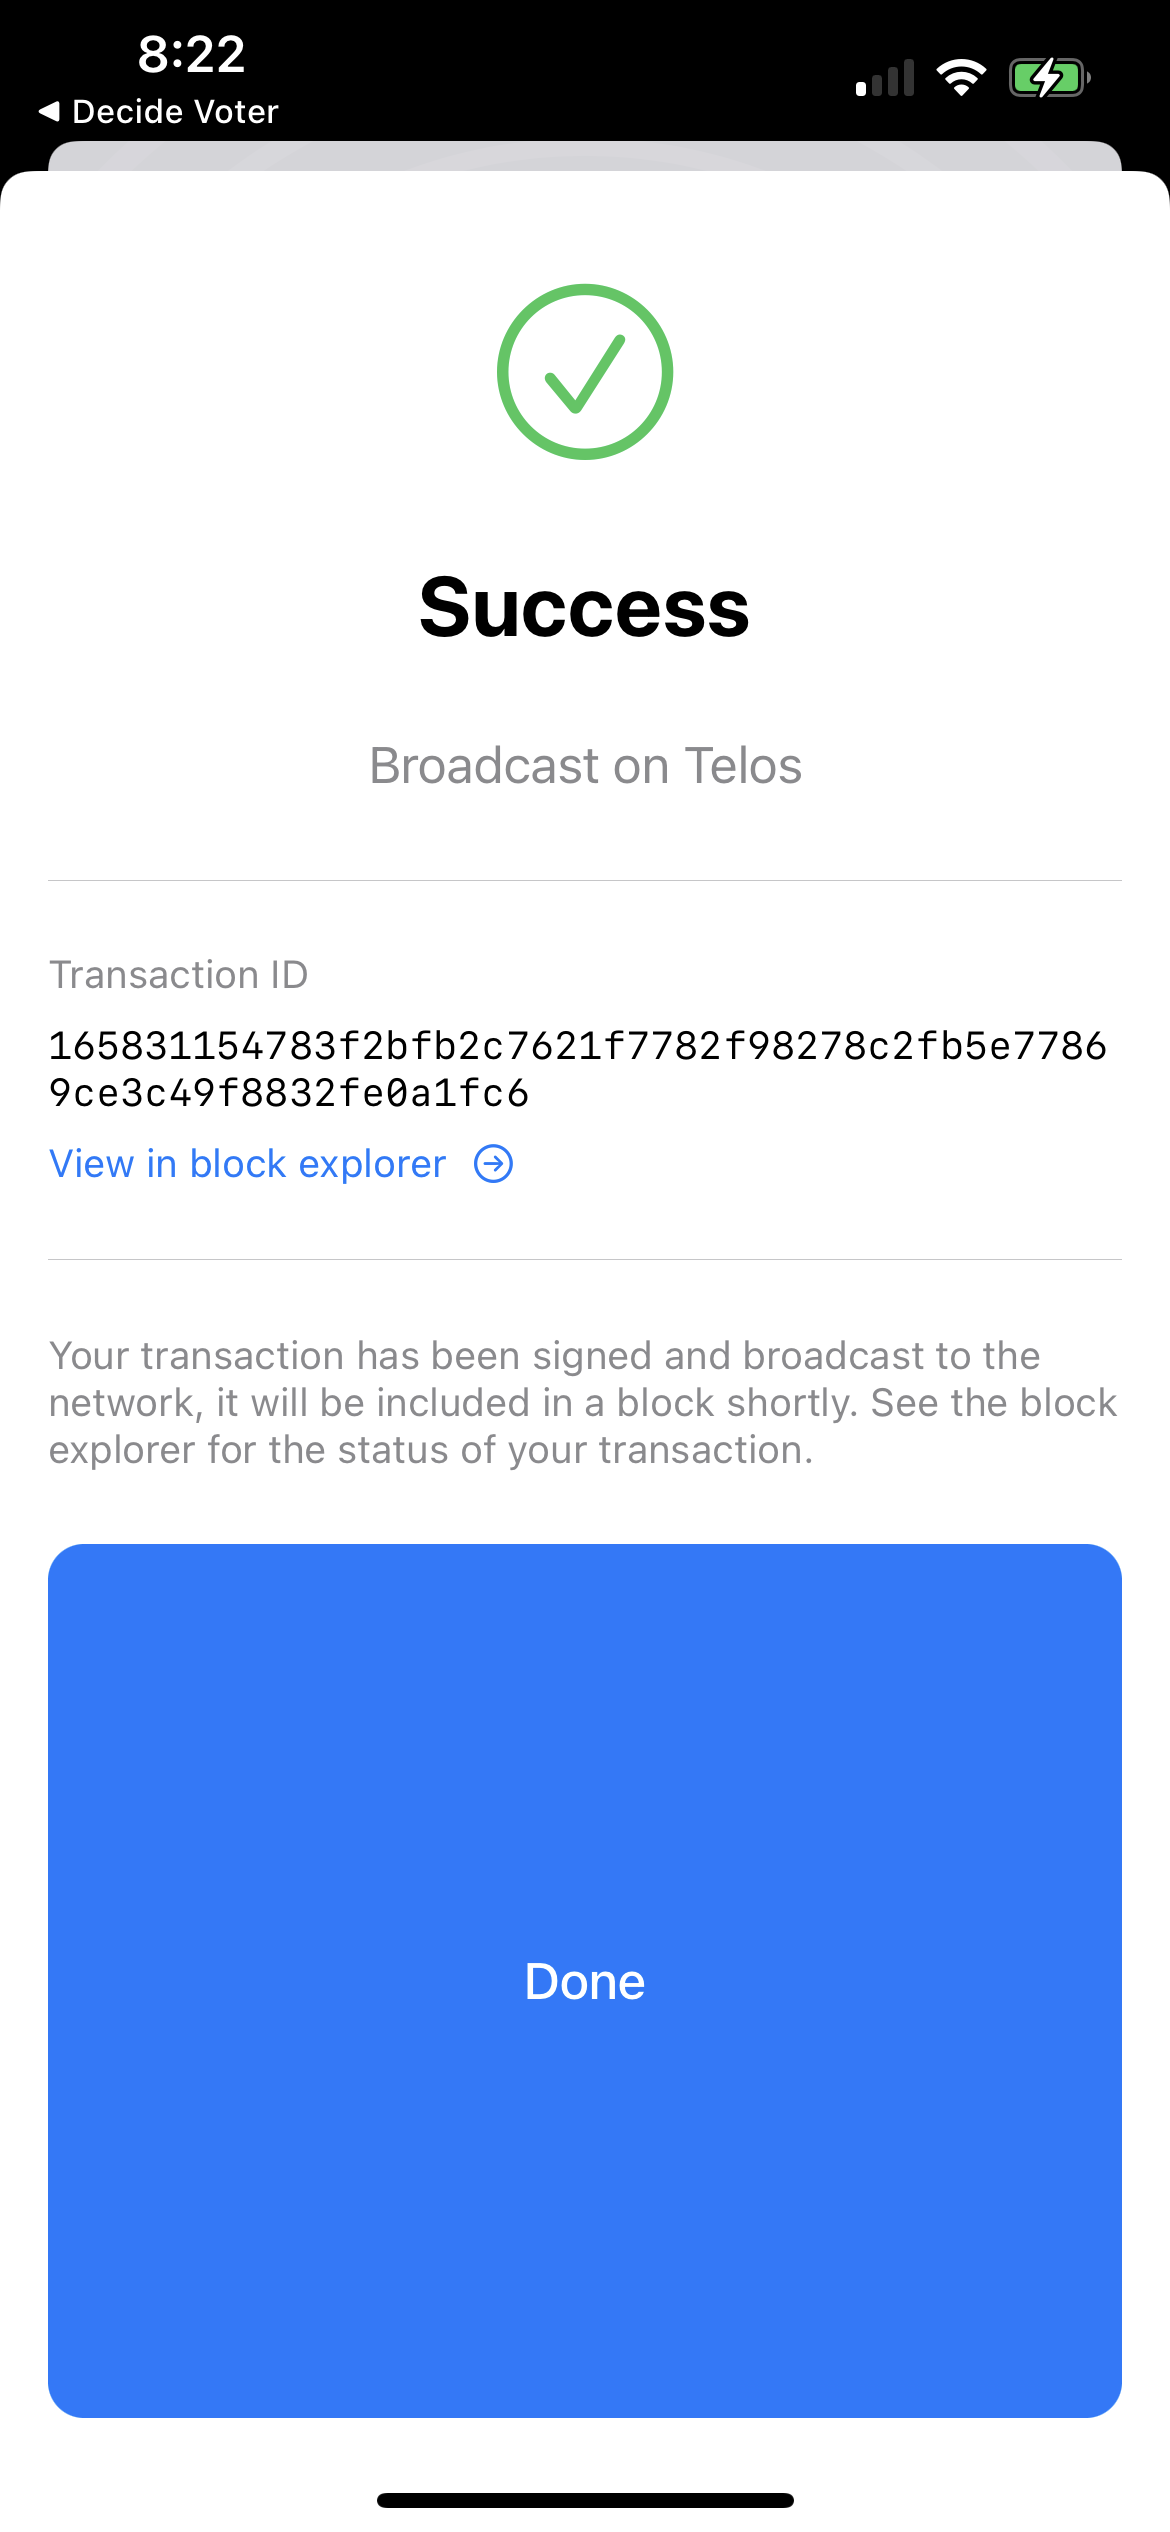 8:22
◀ Decide Voter
Success
Broadcast on Telos
Transaction ID
165831154783f2bfb2c7621f7782f98278c2fb5e7786
9ce3c49f8832fe0a1fc6
View in block explorer
Your transaction has been signed and broadcast to the
network, it will be included in a block shortly. See the block
explorer for the status of your transaction.
Done